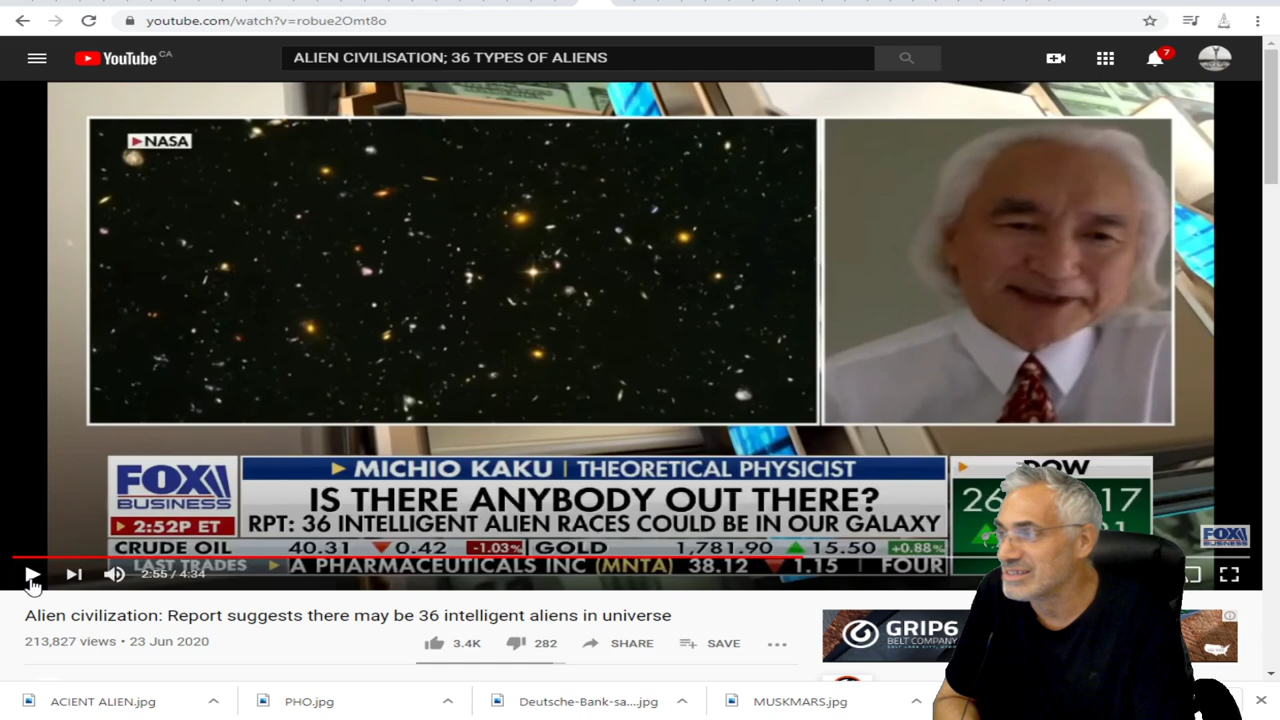 youtube.com/watch?v=robue2Omt8o
YouTube CA
ALIEN CIVILISATION; 36 TYPES OF ALIENS
7
NASA
FOX
BUSINESS
2:52P ET
MICHIO KAKU | THEORETICAL PHYSICIST
IS THERE ANYBODY OUT THERE?
RPT: 36 INTELLIGENT ALIEN RACES COULD BE IN OUR GALAXY
DOW
26 17
CRUDE OIL 40.31 0.42 -1.03% GOLD 1,781.90 15.50 +0.88%
LAST TRADES A PHARMACEUTICALS INC (MNTA) 38.12 1.15 FOUR
FOX
BUSINESS
2:55 / 4:34
Alien civilization: Report suggests there may be 36 intelligent aliens in universe
213,827 views • 23 Jun 2020
3.4K 282 SHARE SAVE
GRIP6
BELT COMPANY
ACIENT ALIEN.jpg PHO.jpg Deutsche-Bank-sa....jpg MUSKMARS.jpg